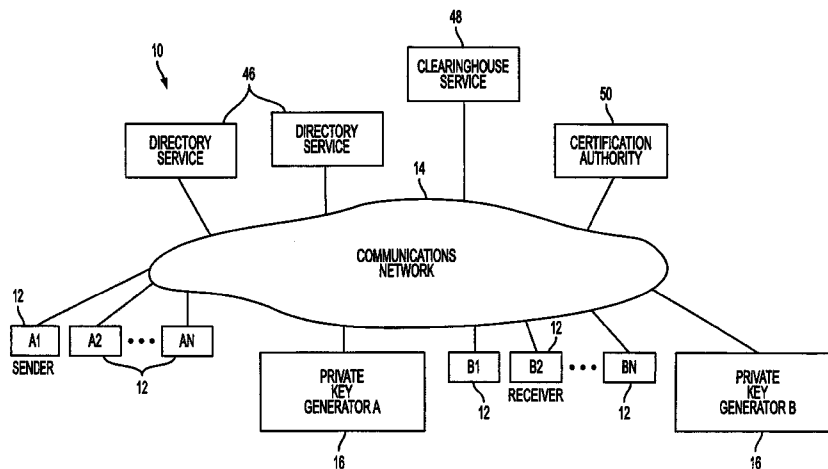 48
CLEARINGHOUSE
SERVICE
10
46
50
DIRECTORY
SERVICE
DIRECTORY
SERVICE
CERTIFICATION
AUTHORITY
14
COMMUNICATIONS
NETWORK
12
A1
SENDER
A2
•••
AN
12
PRIVATE
KEY
GENERATOR A
16
B1
12
12
B2
RECEIVER
•••
BN
12
PRIVATE
KEY
GENERATOR B
16